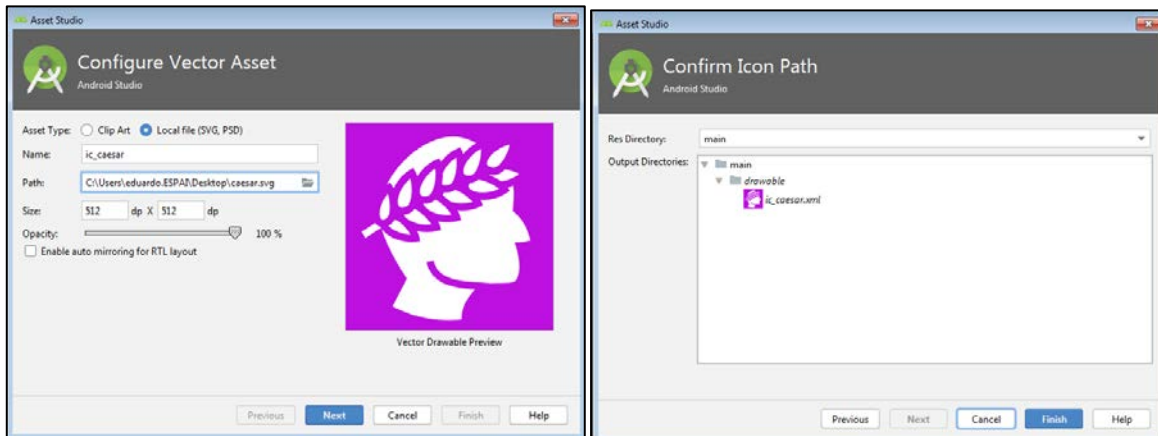 Asset Studio
Configure Vector Asset
Android Studio
Asset Type: Clip Art Local file (SVG, PSD)
Name: ic_caesar
Path: C:\Users\eduardo.ESPAI\Desktop\caesar.svg
Size: 512 dp X 512 dp
Opacity: 100 %
Enable auto mirroring for RTL layout
Vector Drawable Preview
Previous Next Cancel Finish Help
Asset Studio
Confirm Icon Path
Android Studio
Res Directory: main
Output Directories: main
drawable
ic_caesar.xml
Previous Next Cancel Finish Help